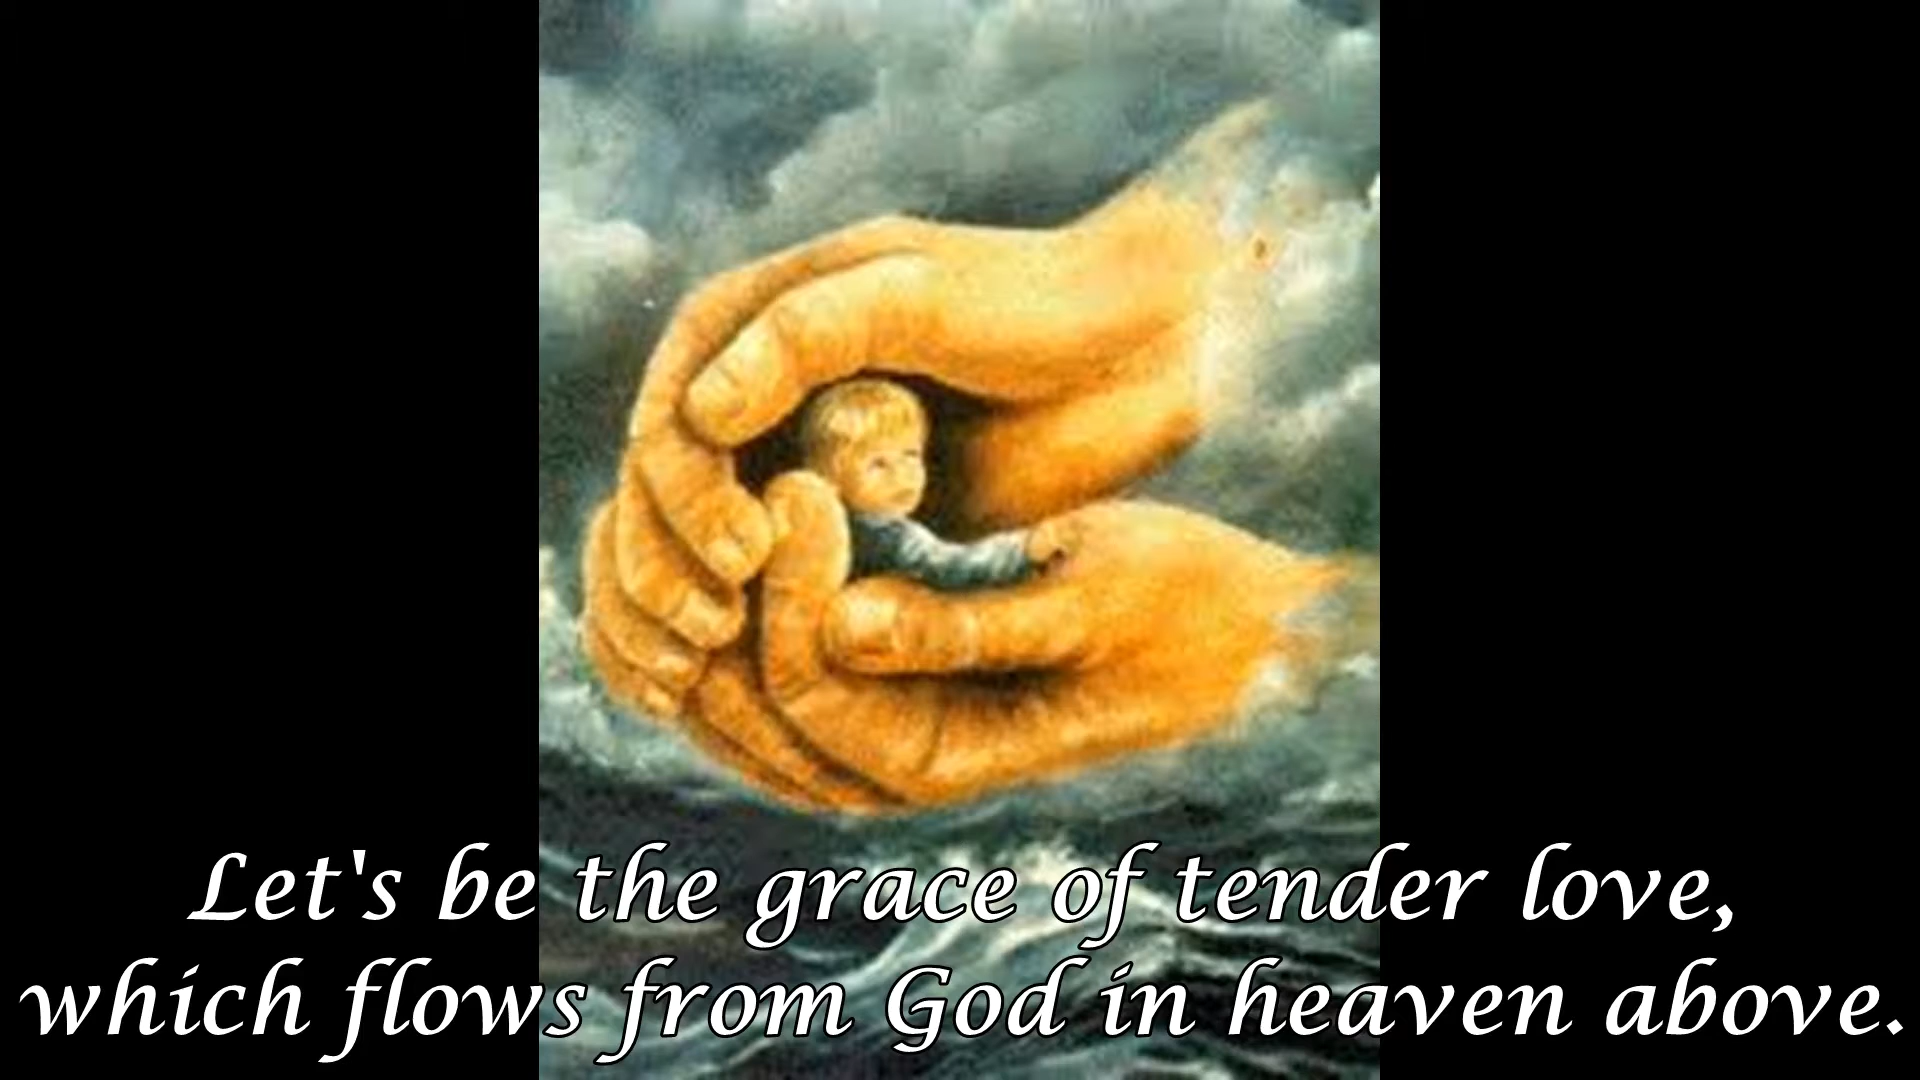 Let's be the grace of tender love,
which flows from God in heaven above.